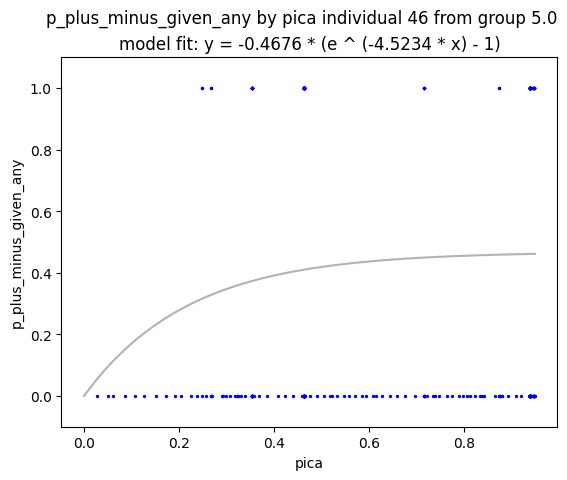 p_plus_minus_given_any by pica individual 46 from group 5.0
model fit: y = -0.4676 * (e ^ (-4.5234 * x) - 1)
1.0
0.8
0.6
0.4
0.2
0.0
p_plus_minus_given_any
0.0 0.2 0.4 0.6 0.8
pica